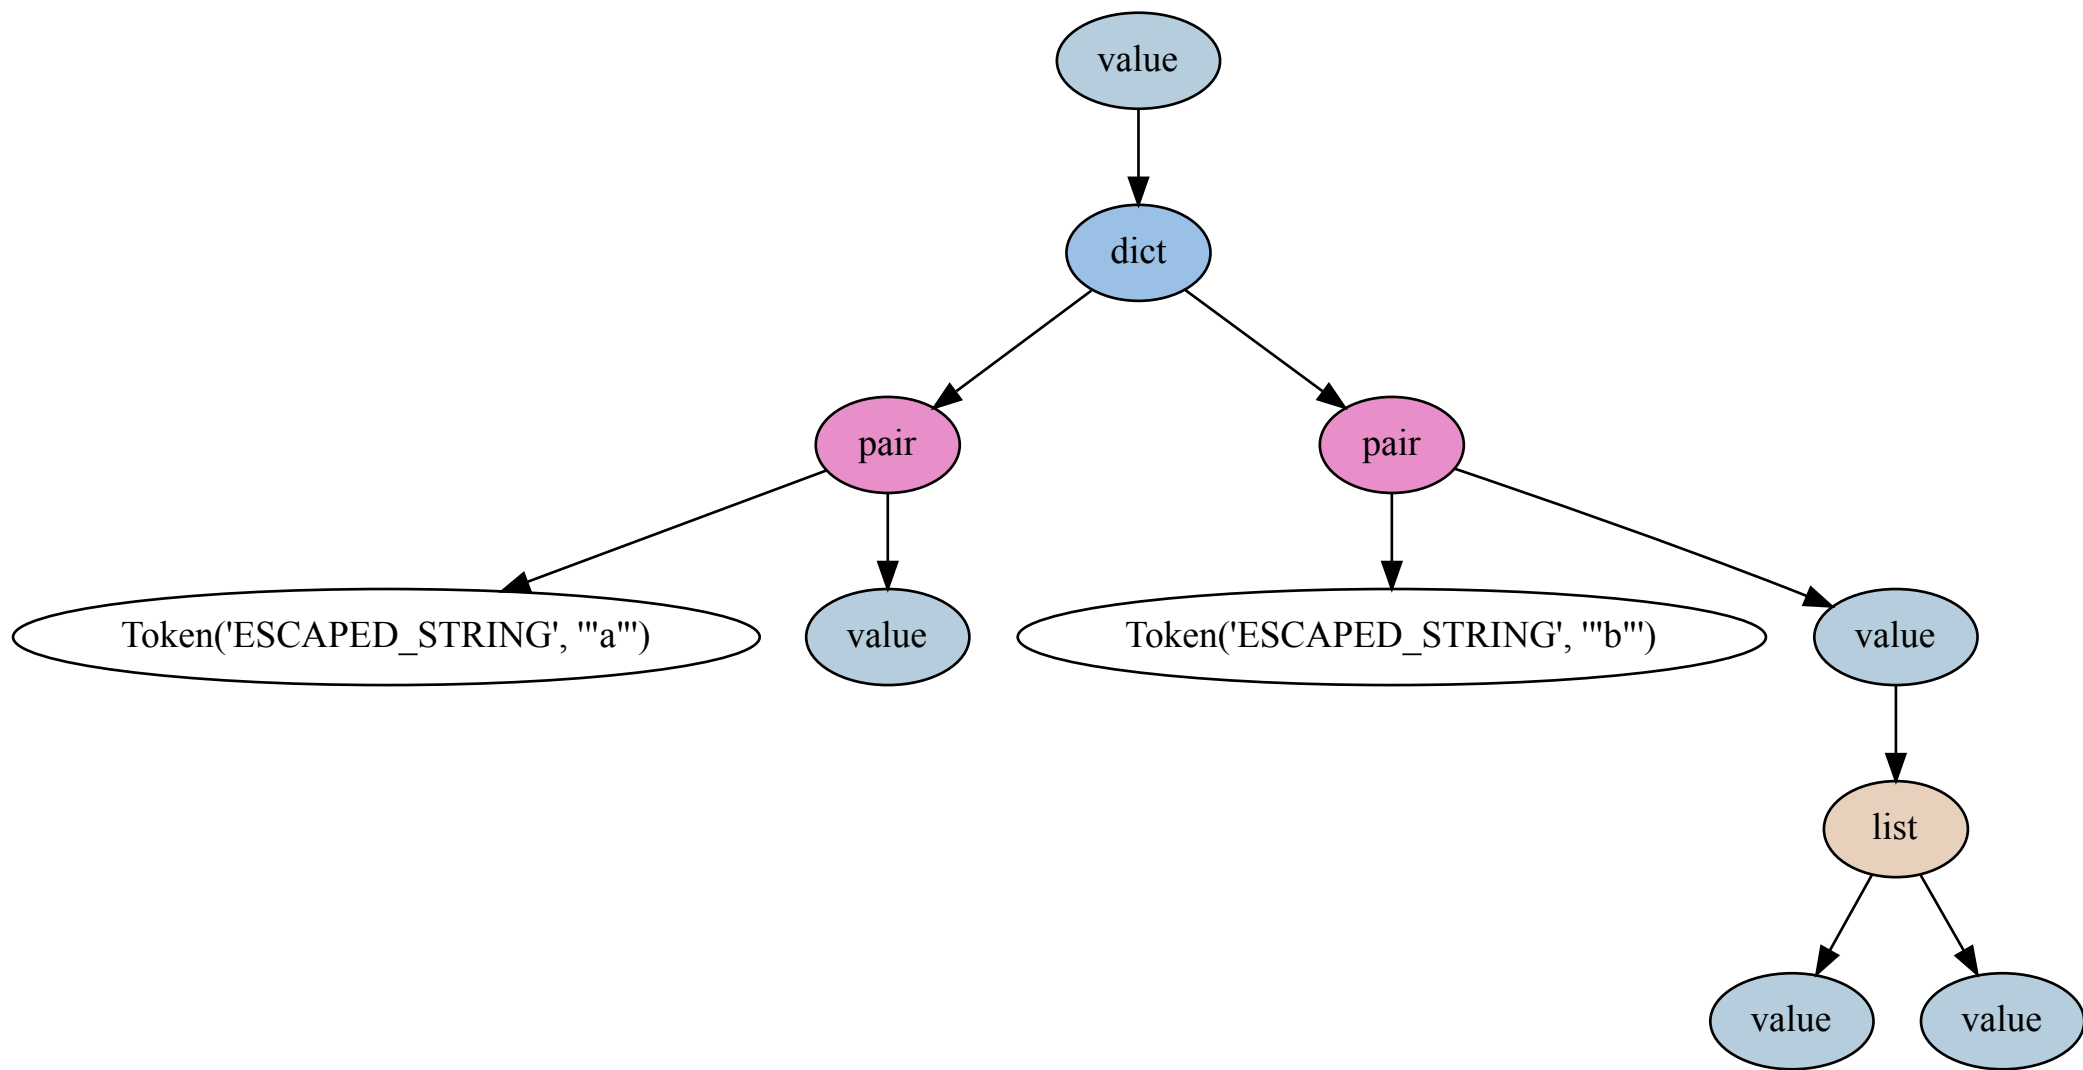 value
dict
pair
pair
Token('ESCAPED_STRING', '"a"')
value
Token('ESCAPED_STRING', '"b"')
value
list
value
value